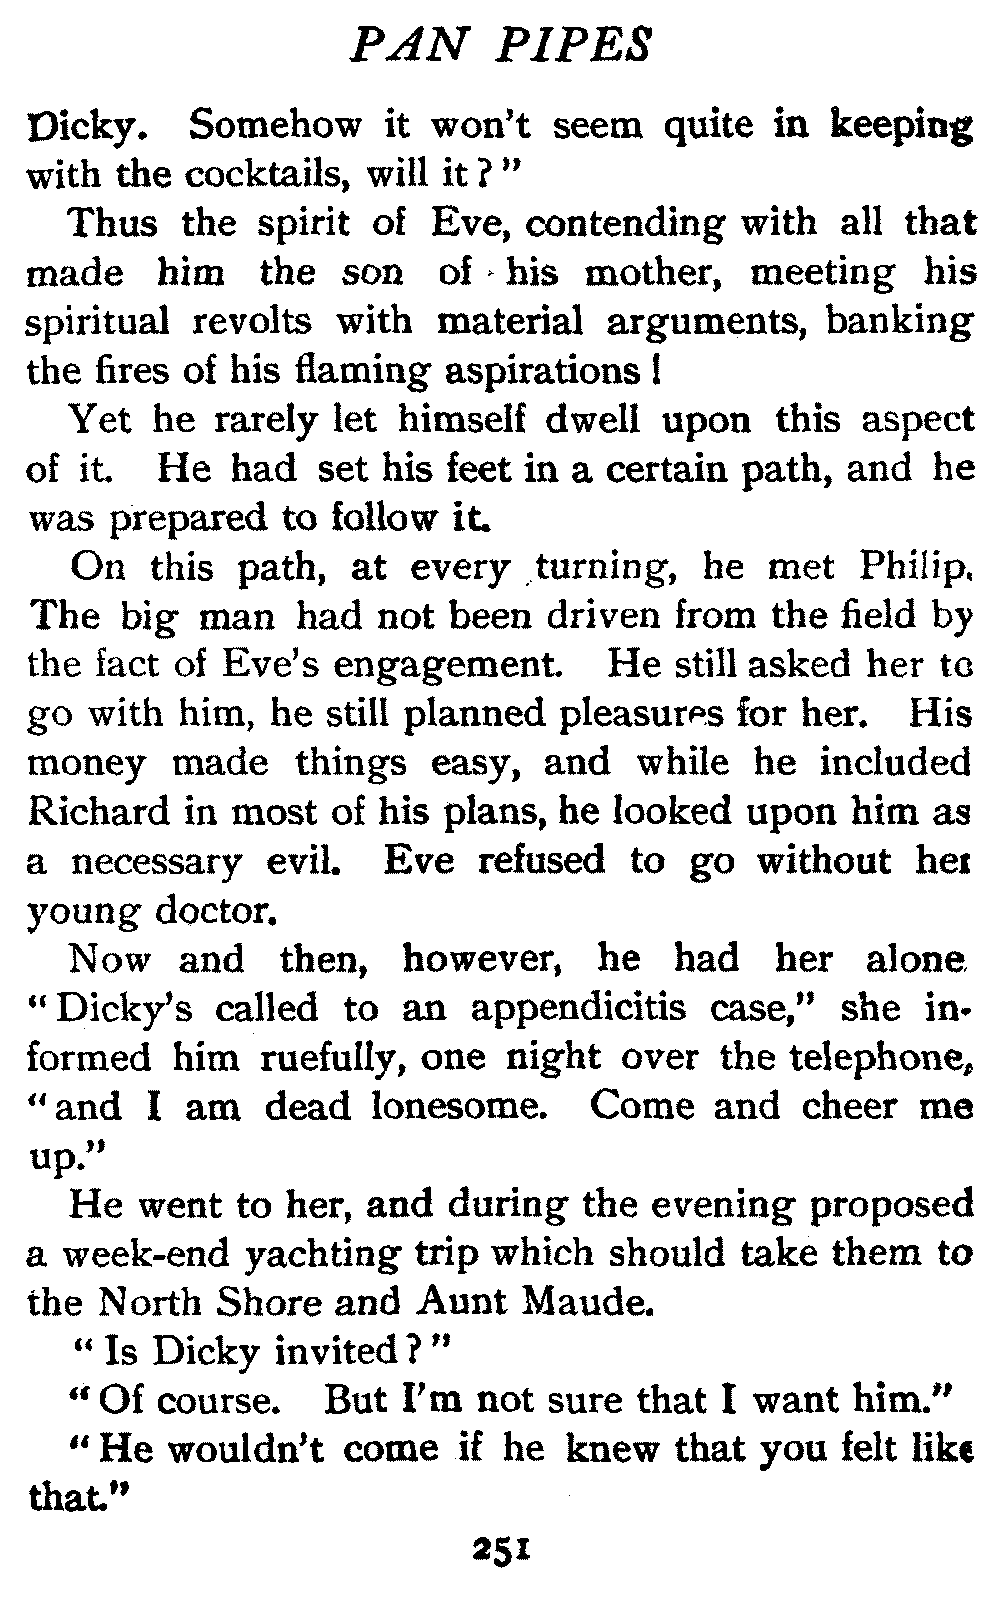 PAN PIPES
Dicky. Somehow it won't seem quite in keeping
with the cocktails, will it?"
Thus the spirit of Eve, contending with all that
made him the son of his mother, meeting his
spiritual revolts with material arguments, banking
the fires of his flaming aspirations!
Yet he rarely let himself dwell upon this aspect
of it. He had set his feet in a certain path, and he
was prepared to follow it.
On this path, at every turning, he met Philip.
The big man had not been driven from the field by
the fact of Eve's engagement. He still asked her to
go with him, he still planned pleasures for her. His
money made things easy, and while he included
Richard in most of his plans, he looked upon him as
a necessary evil. Eve refused to go without her
young doctor.
Now and then, however, he had her alone.
"Dicky's called to an appendicitis case," she in-
formed him ruefully, one night over the telephone,
"and I am dead lonesome. Come and cheer me
up."
He went to her, and during the evening proposed
a week-end yachting trip which should take them to
the North Shore and Aunt Maude.
"Is Dicky invited?"
"Of course. But I'm not sure that I want him."
"He wouldn't come if he knew that you felt like
that."
251